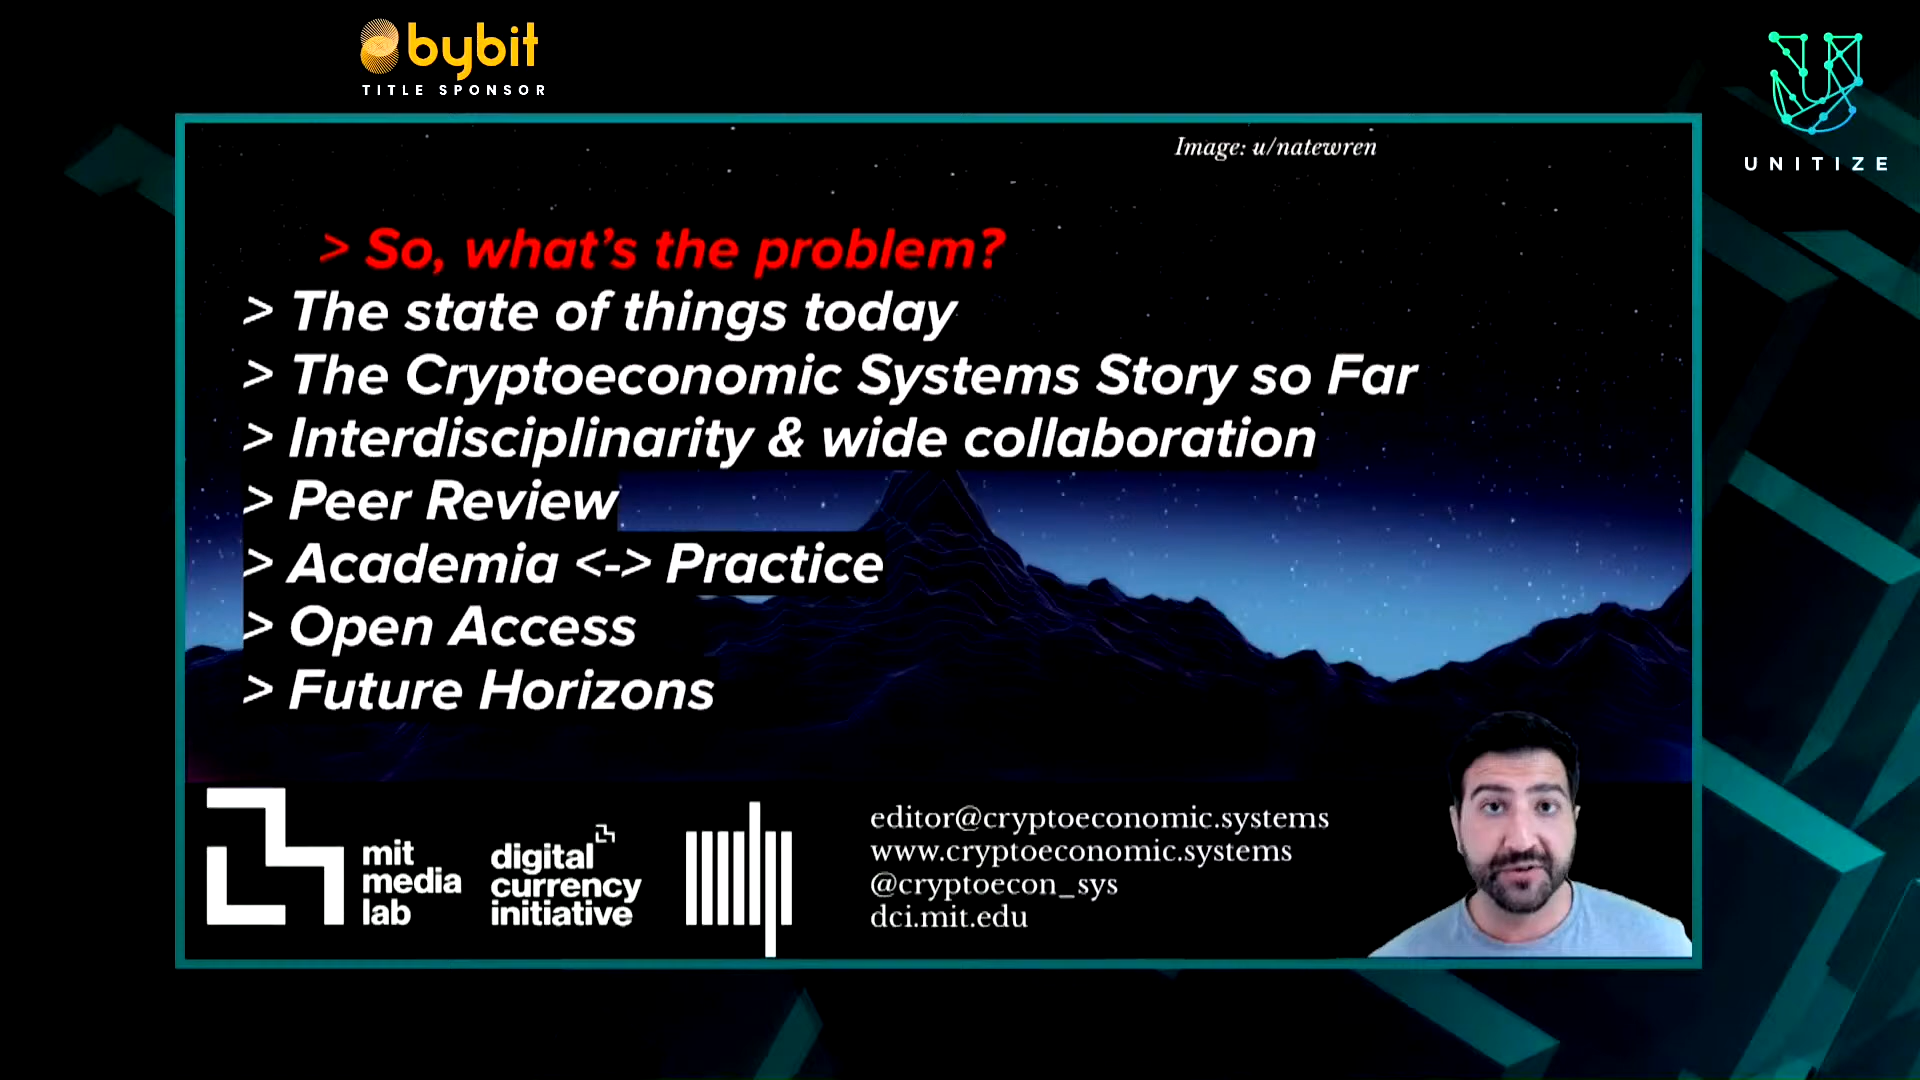 bybit
TITLE SPONSOR
UNITIZE
Image: u/natewren
> So, what's the problem?
> The state of things today
> The Cryptoeconomic Systems Story so Far
> Interdisciplinarity & wide collaboration
> Peer Review
> Academia <-> Practice
> Open Access
> Future Horizons
mit
media
lab
digital
currency
initiative
editor@cryptoeconomic.systems
www.cryptoeconomic.systems
@cryptoecon_sys
dci.mit.edu